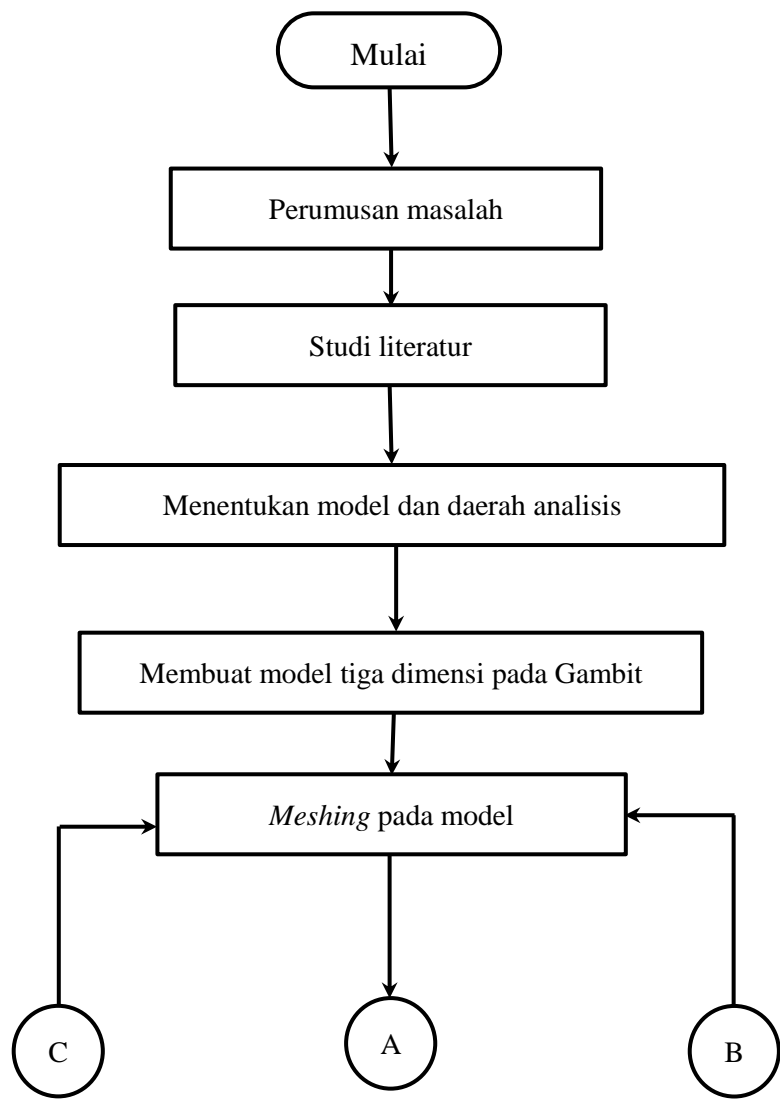 Mulai
Perumusan masalah
Studi literatur
Menentukan model dan daerah analisis
Membuat model tiga dimensi pada Gambit
Meshing pada model
C
A
B